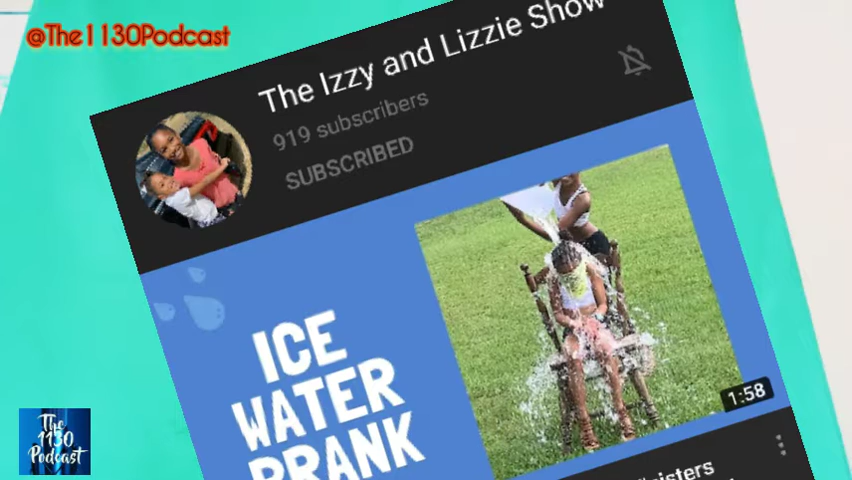 @The1130Podcast
The Izzy and Lizzie Show
919 subscribers
SUBSCRIBED
ICE
WATER
PRANK
1:58
The
1130
Podcast